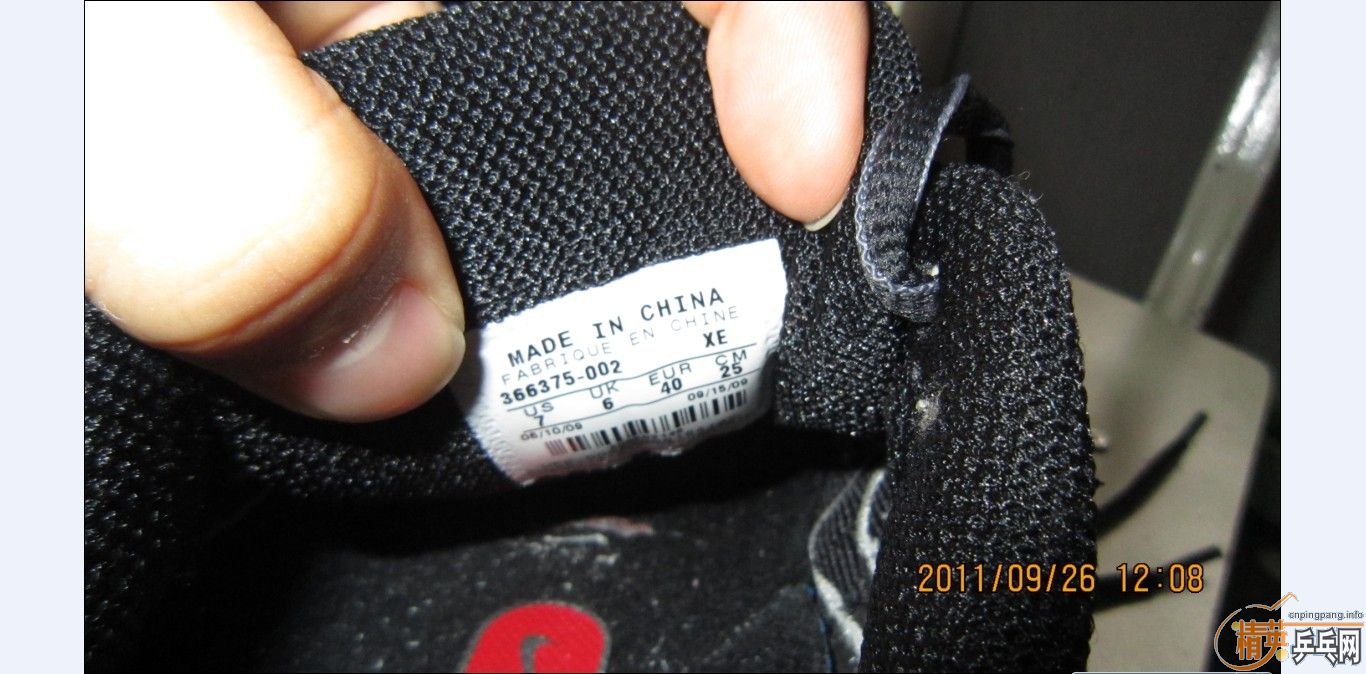 MADE IN CHINA
FABRIQUE EN CHINE
366375-002 XE
US UK EUR CM
7 6 40 25
06/10/09 09/15/09
2011/09/26 12:08
cnpingpang.info
精英乒乓网